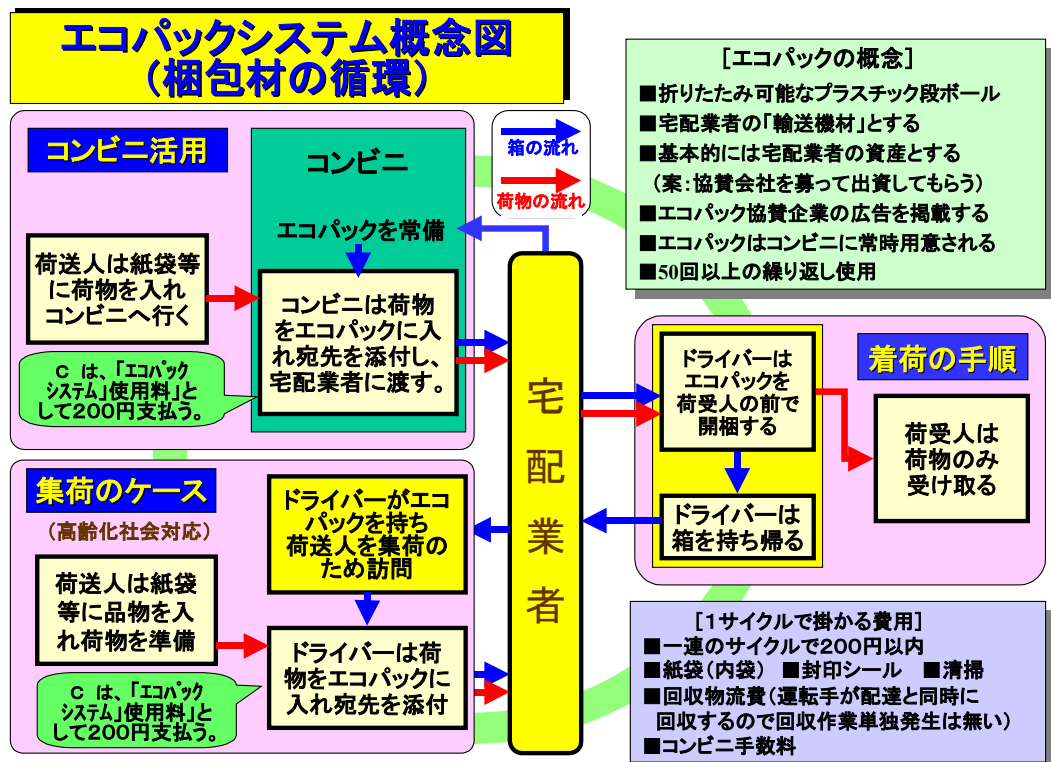 エコパックシステム概念図
（梱包材の循環）
コンビニ活用
コンビニ
エコパックを常備
荷送人は紙袋等
に荷物を入れ
コンビニへ行く
コンビニは荷物
をエコパックに入
れ宛先を添付し、
宅配業者に渡す。
Ｃ は、「エコパック
システム」使用料」と
して200円支払う。
箱の流れ
荷物の流れ
[エコパックの概念]
■折りたたみ可能なプラスチック段ボール
■宅配業者の「輸送機材」とする
■基本的には宅配業者の資産とする
（案：協賛会社を募って出資してもらう）
■エコパック協賛企業の広告を掲載する
■エコパックはコンビニに常時用意される
■50回以上の繰り返し使用
宅
配
業
者
着荷の手順
ドライバーは
エコパックを
荷受人の前で
開梱する
荷受人は
荷物のみ
受け取る
ドライバーは
箱を持ち帰る
集荷のケース
（高齢化社会対応）
ドライバーがエコ
パックを持ち
荷送人を集荷の
ため訪問
荷送人は紙袋
等に品物を入
れ荷物を準備
ドライバーは荷
物をエコパックに
入れ宛先を添付
Ｃ は、「エコパック
システム」使用料」と
して200円支払う。
[1サイクルで掛かる費用]
■一連のサイクルで200円以内
■紙袋（内袋） ■封印シール ■清掃
■回収物流費（運転手が配達と同時に
回収するので回収作業単独発生は無い）
■コンビニ手数料